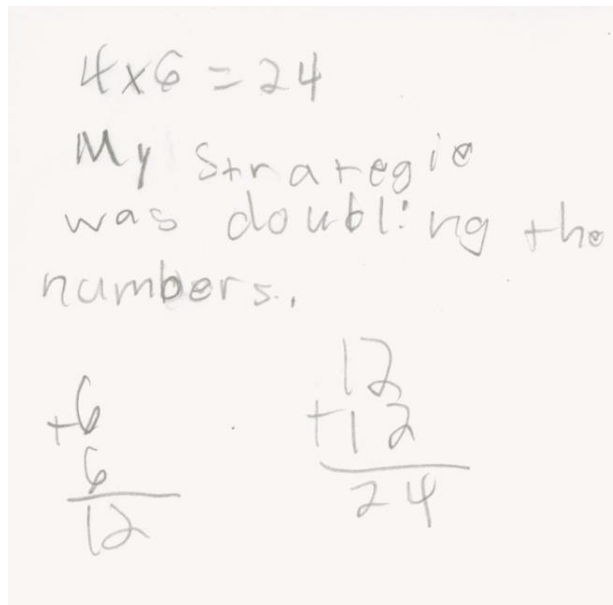 4x6 = 24
My Strategie
was doubling the
numbers.
+6
6
12
12
+12
24